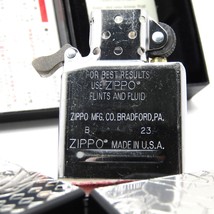 FOR BEST RESULTS
USE ZIPPO®
FLINTS AND FLUID
ZIPPO MFG. CO. BRADFORD, PA.
B 23
ZIPPO® MADE IN U.S.A.